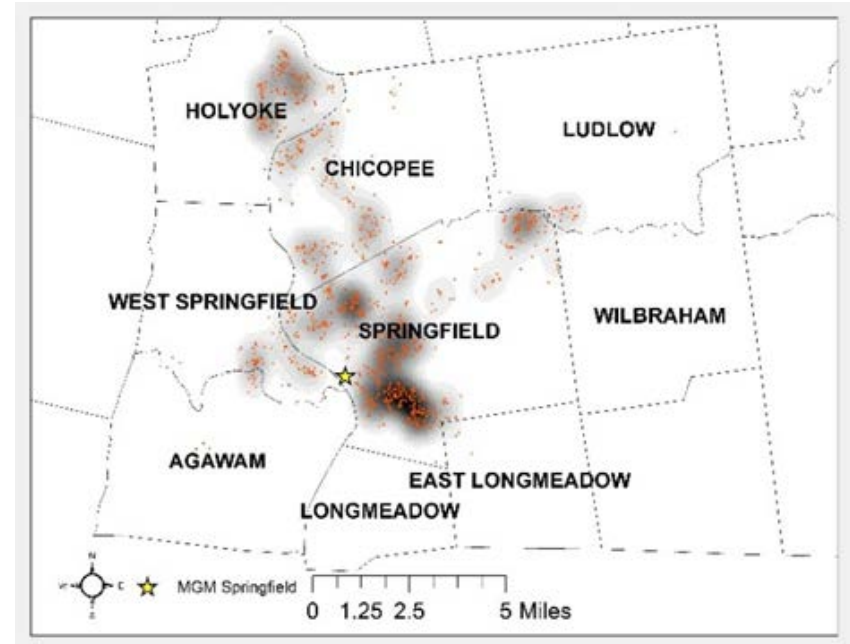 HOLYOKE
LUDLOW
CHICOPEE
WEST SPRINGFIELD
SPRINGFIELD
WILBRAHAM
AGAWAM
EAST LONGMEADOW
LONGMEADOW
N
MGM Springfield
0 1.25 2.5 5 Miles